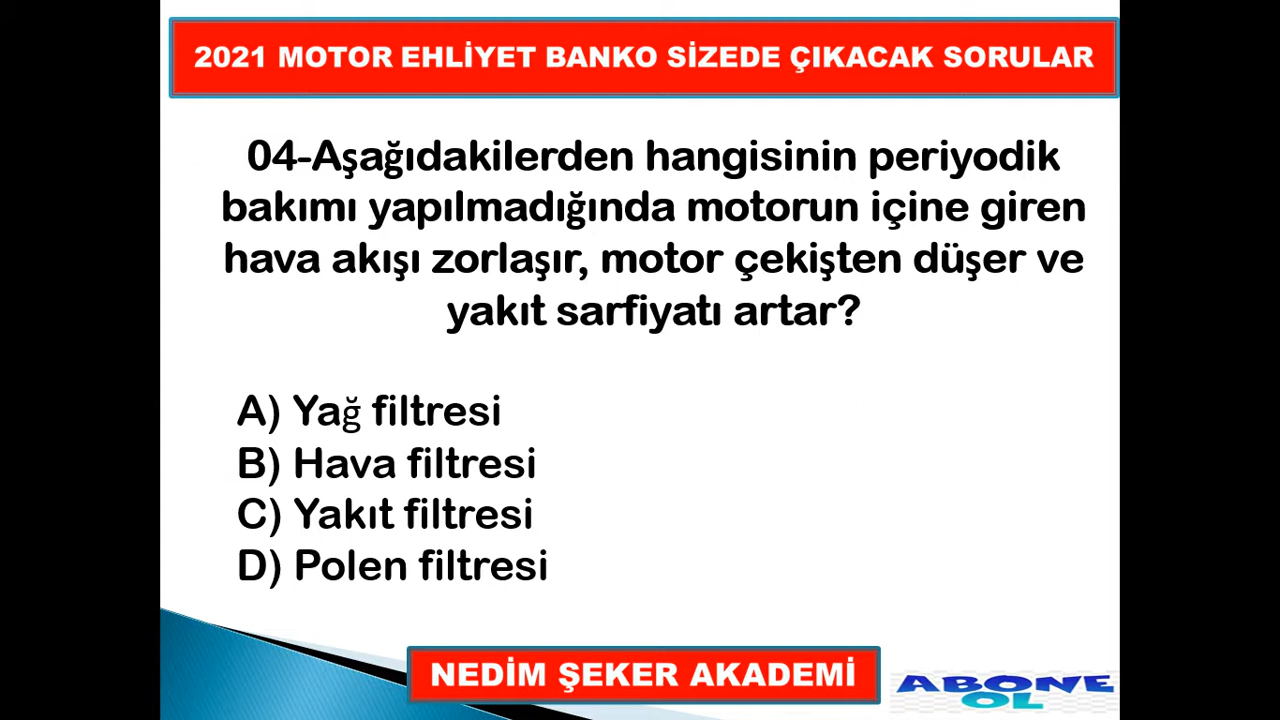 2021 MOTOR EHLİYET BANKO SİZEDE ÇIKACAK SORULAR
04-Aşağıdakilerden hangisinin periyodik
bakımı yapılmadığında motorun içine giren
hava akışı zorlaşır, motor çekişten düşer ve
yakıt sarfiyatı artar?
A) Yağ filtresi
B) Hava filtresi
C) Yakıt filtresi
D) Polen filtresi
NEDİM ŞEKER AKADEMİ
ABONE
OL